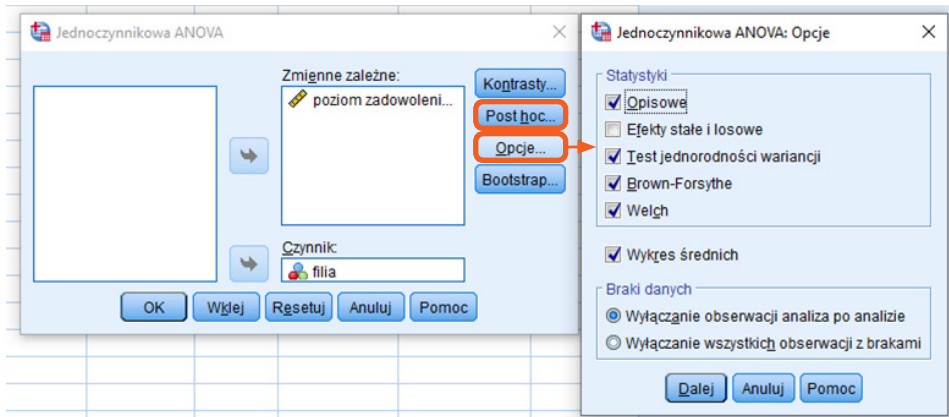 Jednoczynnikowa ANOVA
Zmienne zależne:
poziom zadowoleni...
Kontrasty...
Post hoc...
Opcje...
Bootstrap...
Czynnik:
filia
OK Wklej Resetuj Anuluj Pomoc
Jednoczynnikowa ANOVA: Opcje
Statystyki
Opisowe
Efekty stałe i losowe
Test jednorodności wariancji
Brown-Forsythe
Welch
Wykres średnich
Braki danych
Wyłączanie obserwacji analiza po analizie
Wyłączanie wszystkich obserwacji z brakami
Dalej Anuluj Pomoc